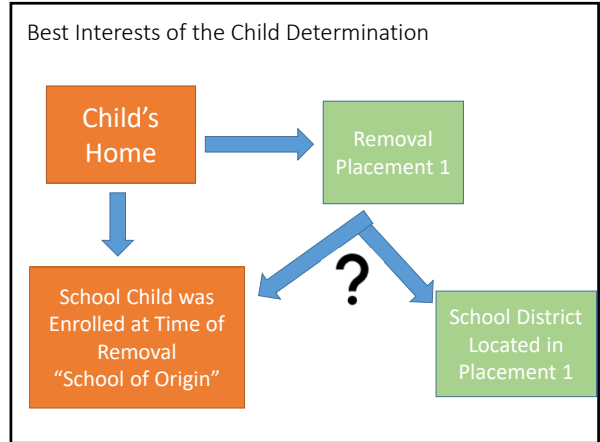 Best Interests of the Child Determination
Child's
Home
Removal
Placement 1
?
School Child was
Enrolled at Time of
Removal
“School of Origin”
School District
Located in
Placement 1